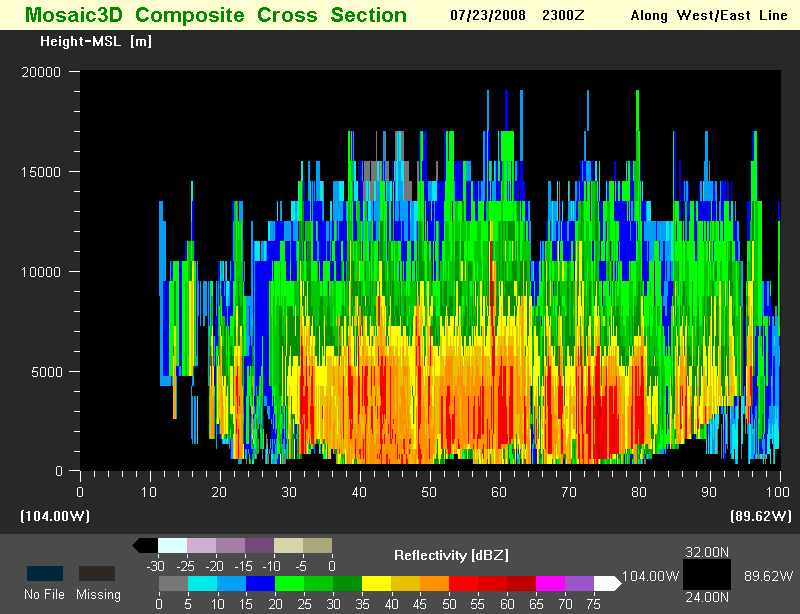 Mosaic3D Composite Cross Section 07/23/2008 2300Z Along West/East Line
Height-MSL [m]
20000
15000
10000
5000
0
0 10 20 30 40 50 60 70 80 90 100
(104.00W) (89.62W)
-30 -25 -20 -15 -10 -5 0
Reflectivity [dBZ]
32.00N
104.00W 89.62W
No File Missing
0 5 10 15 20 25 30 35 40 45 50 55 60 65 70 75
24.00N